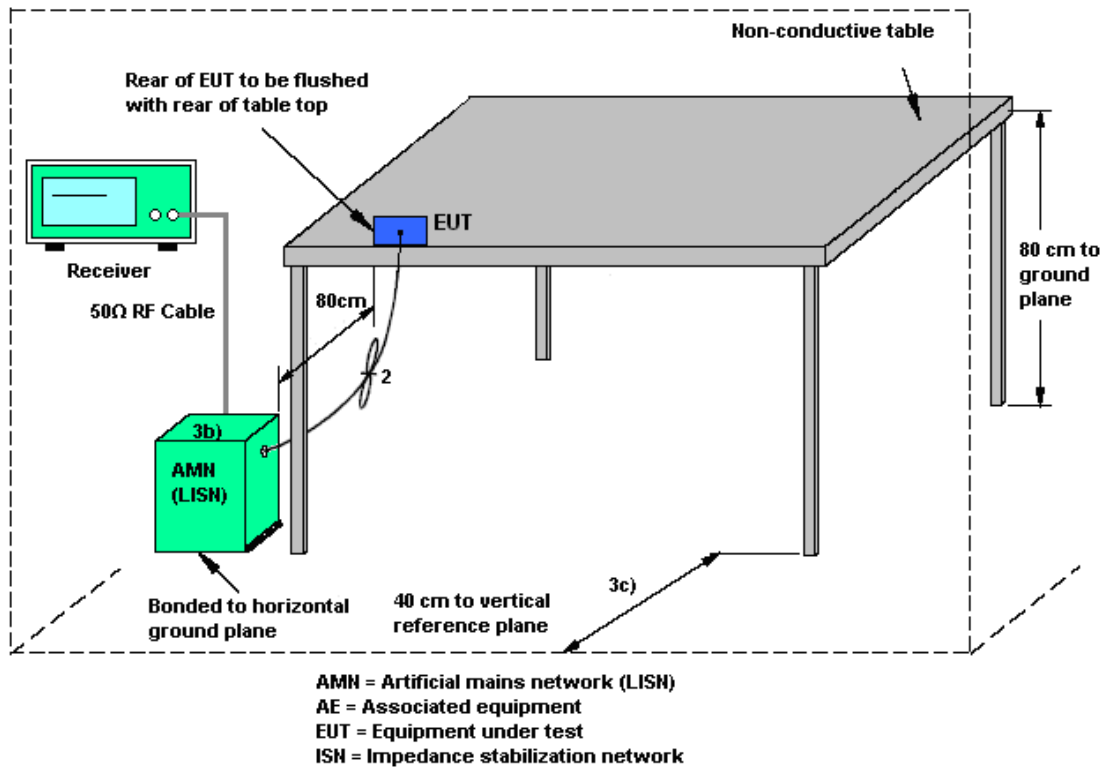 Non-conductive table
Rear of EUT to be flushed
with rear of table top
EUT
Receiver
80cm
80 cm to
ground
plane
50Ω RF Cable
2
3b)
AMN
(LISN)
3c)
Bonded to horizontal
ground plane
40 cm to vertical
reference plane
AMN = Artificial mains network (LISN)
AE = Associated equipment
EUT = Equipment under test
ISN = Impedance stabilization network